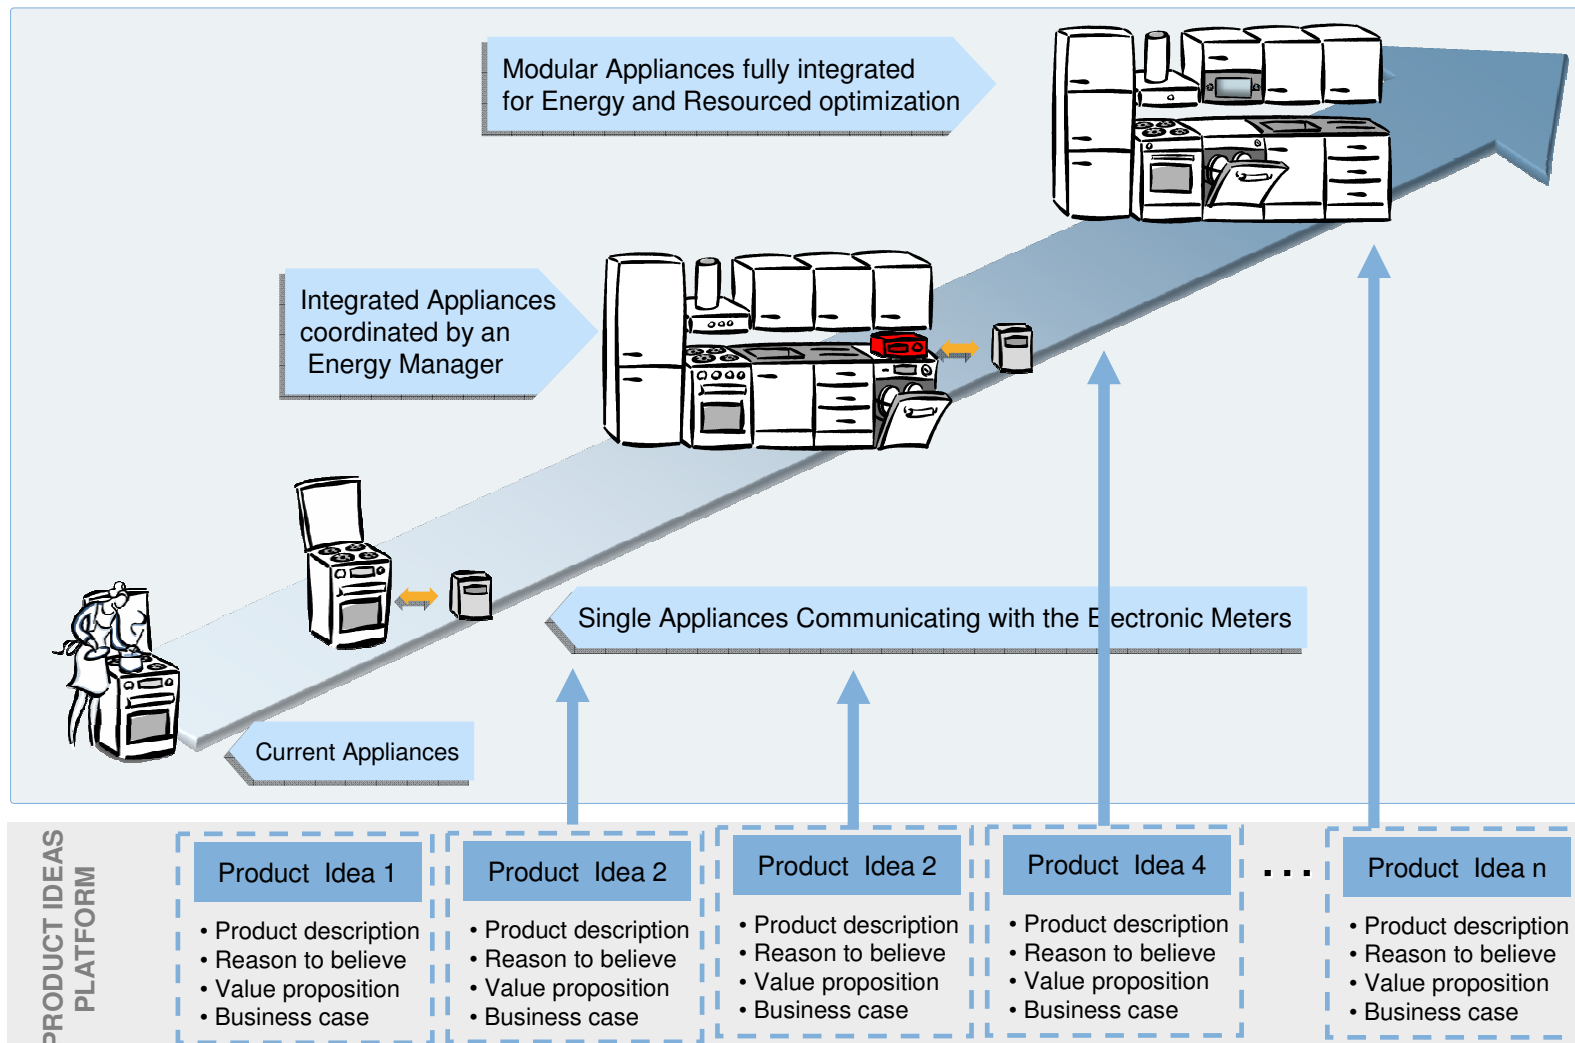 Modular Appliances fully integrated
for Energy and Resourced optimization
Integrated Appliances
coordinated by an
Energy Manager
Single Appliances Communicating with the Electronic Meters
Current Appliances
PRODUCT IDEAS
PLATFORM
Product Idea 1
• Product description
• Reason to believe
• Value proposition
• Business case
Product Idea 2
• Product description
• Reason to believe
• Value proposition
• Business case
Product Idea 2
• Product description
• Reason to believe
• Value proposition
• Business case
Product Idea 4
• Product description
• Reason to believe
• Value proposition
• Business case
...
Product Idea n
• Product description
• Reason to believe
• Value proposition
• Business case